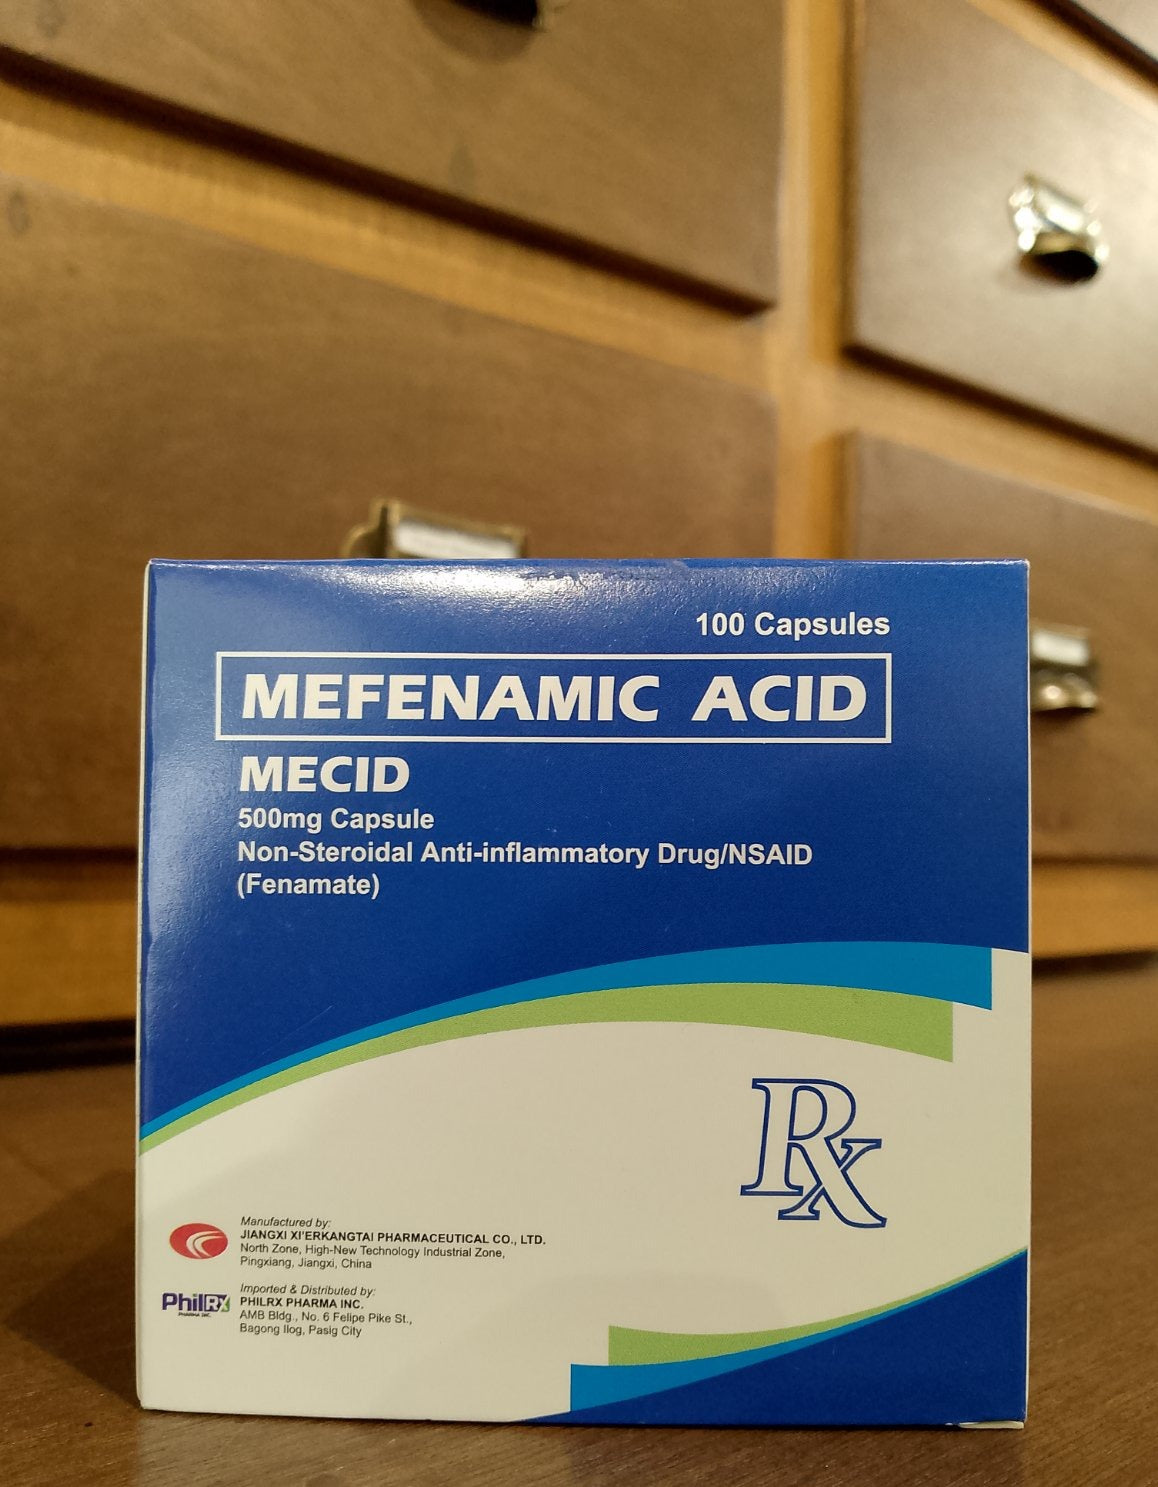 100 Capsules
MEFENAMIC ACID
MECID
500mg Capsule
Non-Steroidal Anti-inflammatory Drug/NSAID
(Fenamate)
Rx
Manufactured by:
JIANGXI XI'ERKANGTAI PHARMACEUTICAL CO., LTD.
North Zone, High-New Technology Industrial Zone,
Pingxiang, Jiangxi, China
PhilRx
PHARMA INC.
Imported & Distributed by:
PHILRX PHARMA INC.
AMB Bldg., No. 6 Felipe Pike St.,
Bagong Ilog, Pasig City